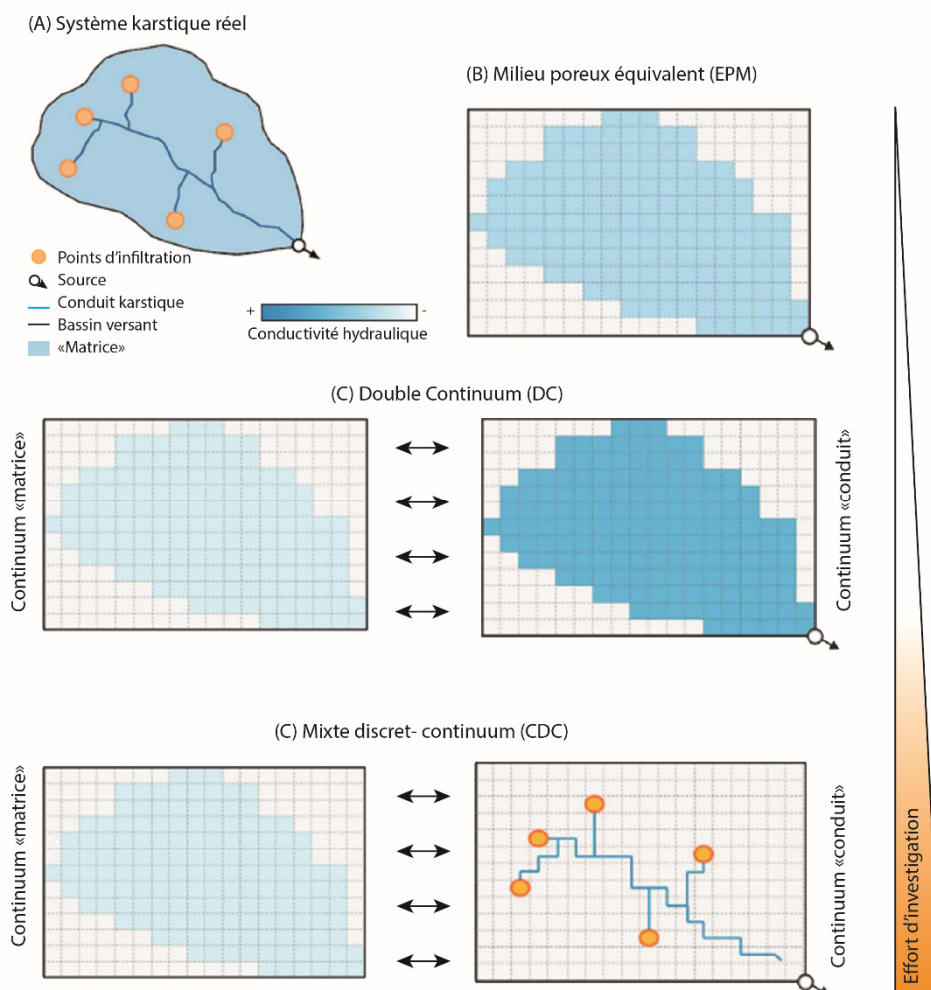 (A) Système karstique réel
(B) Milieu poreux équivalent (EPM)
Points d'infiltration
Source
Conduit karstique
Bassin versant
«Matrice»
+ -
Conductivité hydraulique
(C) Double Continuum (DC)
Continuum «matrice»
Continuum «conduit»
(C) Mixte discret- continuum (CDC)
Continuum «matrice»
Continuum «conduit»
Effort d'investigation